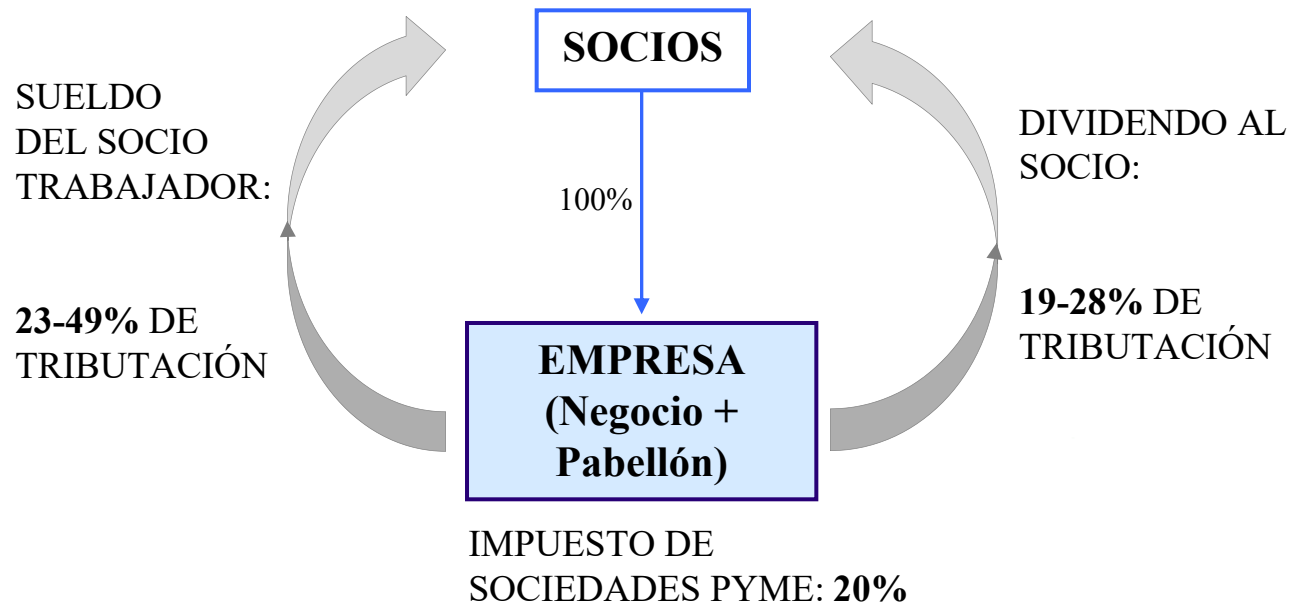 SOCIOS
SUELDO
DEL SOCIO
TRABAJADOR:
23-49% DE
TRIBUTACIÓN
100%
DIVIDENDO AL
SOCIO:
19-28% DE
TRIBUTACIÓN
EMPRESA
(Negocio +
Pabellón)
IMPUESTO DE
SOCIEDADES PYME: 20%